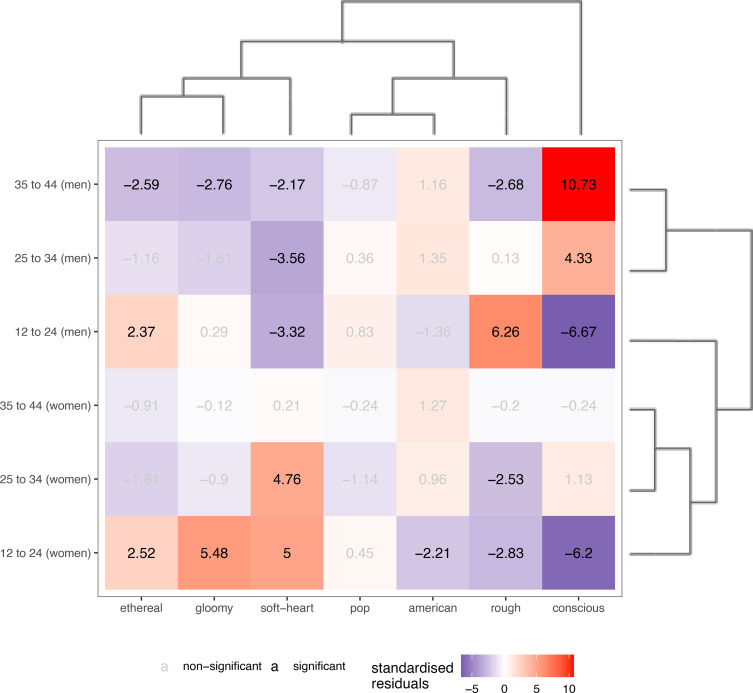 35 to 44 (men) −2.59 −2.76 −2.17 −0.87 1.16 −2.68 10.73
25 to 34 (men) −1.16 −1.81 −3.56 0.36 1.35 0.13 4.33
12 to 24 (men) 2.37 0.29 −3.32 0.83 −1.36 6.26 −6.67
35 to 44 (women) −0.91 −0.12 0.21 −0.24 1.27 −0.2 −0.24
25 to 34 (women) −1.81 −0.9 4.76 −1.14 0.96 −2.53 1.13
12 to 24 (women) 2.52 5.48 5 0.45 −2.21 −2.83 −6.2
ethereal gloomy soft−heart pop american rough conscious
a non−significant a significant
standardised
residuals
−5 0 5 10